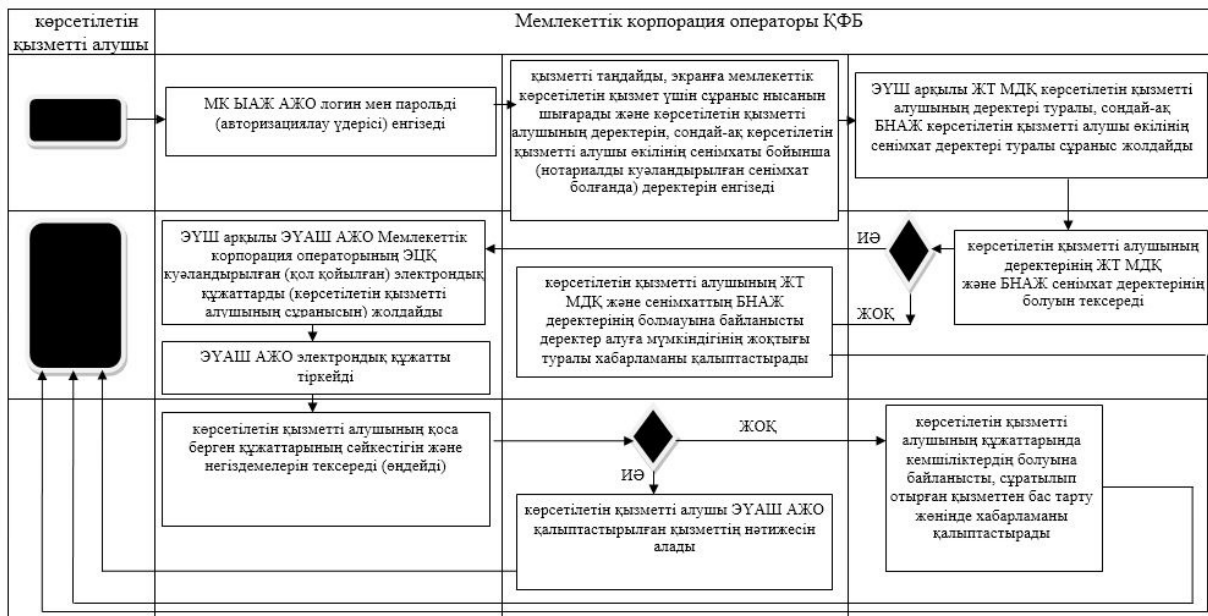 көрсетілетін
қызметті алушы
Мемлекеттік корпорация операторы ҚФБ
МК ЫАЖ АЖО логин мен парольді
(авторизациялау үдерісі) енгізеді
қызметті таңдайды, экранға мемлекеттік
көрсетілетін қызмет үшін сұраныс нысанын
шығарады және көрсетілетін қызметті
алушының деректерін, сондай-ақ көрсетілетін
қызметті алушы өкілінің сенімхаты бойынша
(нотариалды куәландырылған сенімхат
болғанда) деректерін енгізеді
ЭҮШ арқылы ЖТ МДҚ көрсетілетін қызметті
алушының деректері туралы, сондай-ақ
БНАЖ көрсетілетін қызметті алушы өкілінің
сенімхат деректері туралы сұраныс жолдайды
көрсетілетін қызметті алушының
деректерінің ЖТ МДҚ
және БНАЖ сенімхат деректерінің
болуын тексереді
ИӘ
ЖОҚ
ЭҮШ арқылы ЭҮАШ АЖО Мемлекеттік
корпорация операторының ЭЦҚ
куәландырылған (қол қойылған) электрондық
құжаттарды (көрсетілетін қызметті
алушының сұранысын) жолдайды
көрсетілетін қызметті алушының ЖТ
МДҚ және сенімхаттың БНАЖ
деректерінің болмауына байланысты
деректер алуға мүмкіндігінің жоқтығы
туралы хабарламаны қалыптастырады
ЭҮАШ АЖО электрондық құжатты
тіркейді
көрсетілетін қызметті алушының қоса
берген құжаттарының сәйкестігін және
негіздемелерін тексереді (өңдейді)
ЖОҚ
ИӘ
көрсетілетін қызметті
алушының құжаттарында
кемшіліктердің болуына
байланысты, сұратылып
отырған қызметтен бас тарту
жөнінде хабарламаны
қалыптастырады
көрсетілетін қызметті алушы ЭҮАШ АЖО
қалыптастырылған қызметтің нәтижесін
алады